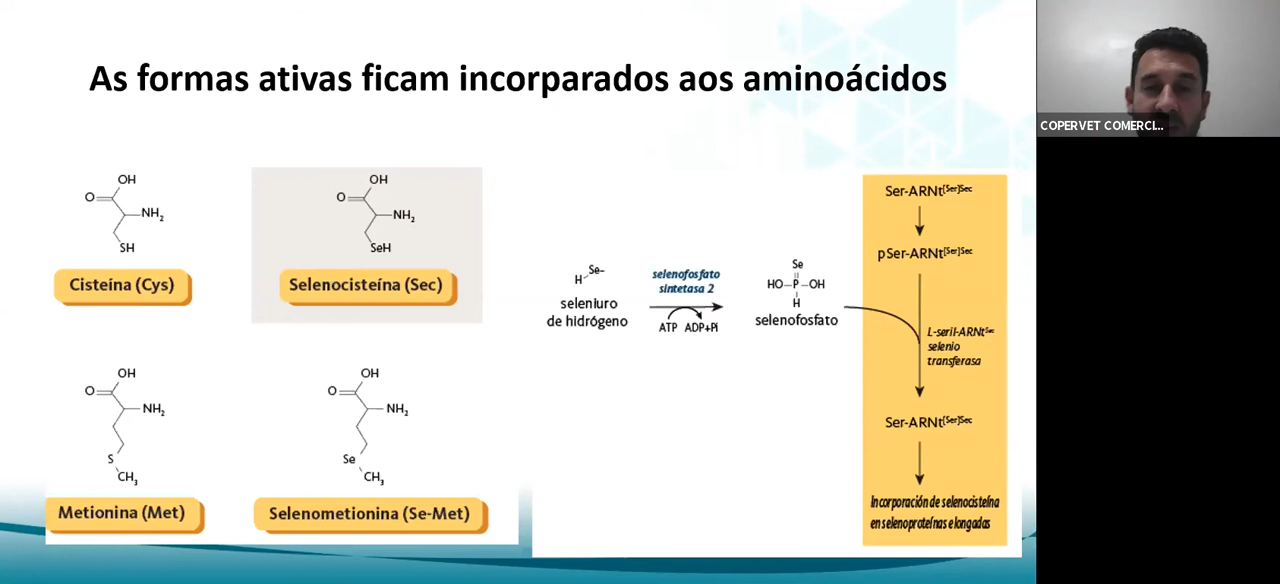 As formas ativas ficam incorparados aos aminoácidos
COPERVET COMERCI...
OH
O
NH₂
SH
Cisteína (Cys)
OH
O
NH₂
SeH
Selenocisteína (Sec)
OH
O
NH₂
S
CH₃
Metionina (Met)
OH
O
NH₂
Se
CH₃
Selenometionina (Se-Met)
Se-
H
seleniuro
de hidrógeno
selenofosfato
sintetasa 2
ATP ADP+Pi
Se
HO–P–OH
H
selenofosfato
Ser-ARNt[Ser]Sec
pSer-ARNt[Ser]Sec
L-seril-ARNtSec
selenio
transferasa
Ser-ARNt[Ser]Sec
Incorporación de selenocisteína
en selenoproteínas elongadas